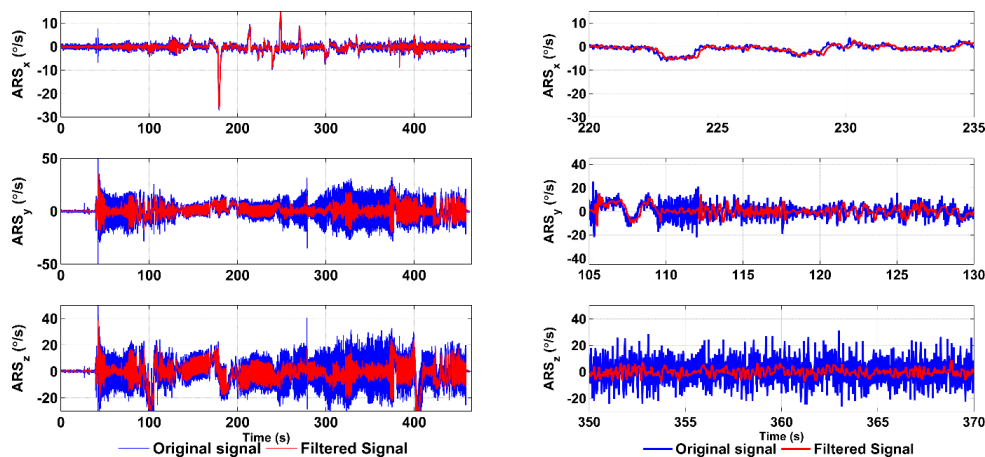 ARSx (°/s)
10
0
-10
-20
-30
0 100 200 300 400
ARSx (°/s)
10
0
-10
-20
-30
220 225 230 235
ARSy (°/s)
50
0
-50
0 100 200 300 400
ARSy (°/s)
40
20
0
-20
-40
105 110 115 120 125 130
ARSz (°/s)
40
20
0
-20
0 100 200 300 400
Time (s)
Original signal Filtered Signal
ARSz (°/s)
40
20
0
-20
350 355 360 365 370
Time (s)
Original signal Filtered Signal